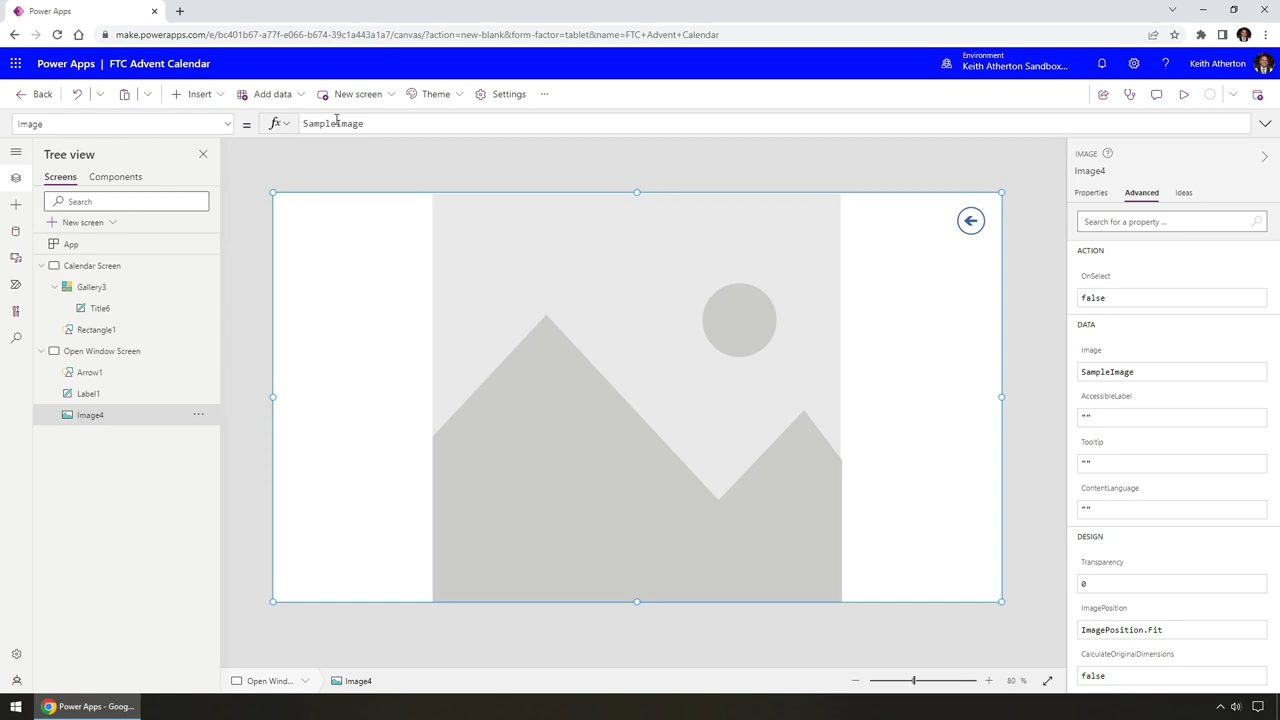 Power Apps
make.powerapps.com/e/bc401b67-a77f-e066-b674-39c1a443a1a7/canvas/?action=new-blank&form-factor=tablet&name=FTC+Advent+Calendar
Power Apps | FTC Advent Calendar
Environment
Keith Atherton Sandbox...
Keith Atherton
Back
Insert
Add data
New screen
Theme
Settings
Image
=
fx
SampleImage
Tree view
Screens
Components
Search
New screen
App
Calendar Screen
Gallery3
Title6
Rectangle1
Open Window Screen
Arrow1
Label1
Image4
IMAGE
Image4
Properties
Advanced
Ideas
Search for a property ...
ACTION
OnSelect
false
DATA
Image
SampleImage
AccessibleLabel
""
Tooltip
""
ContentLanguage
""
DESIGN
Transparency
0
ImagePosition
ImagePosition.Fit
CalculateOriginalDimensions
false
Open Wind...
Image4
80 %
Power Apps - Goog...